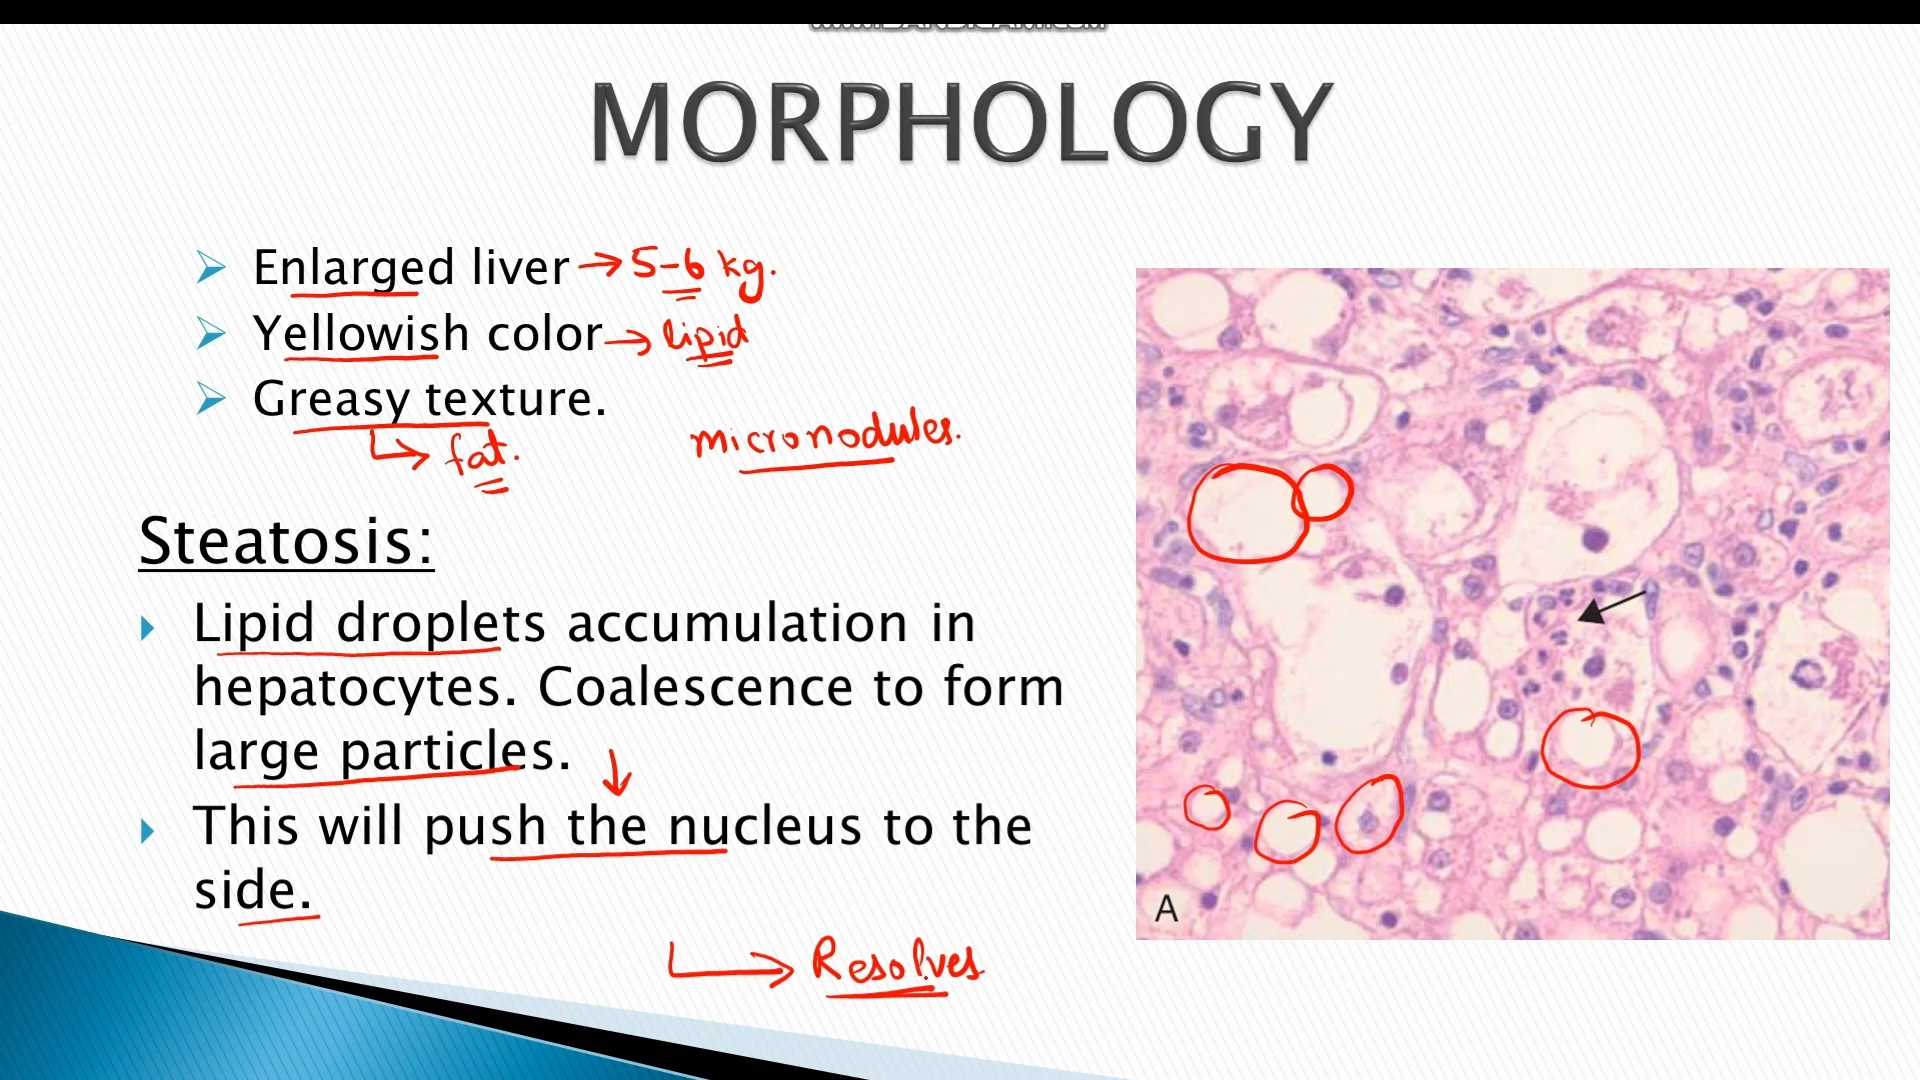 MORPHOLOGY
Enlarged liver → 5-6 kg.
Yellowish color → lipid
Greasy texture.
fat.
micronodules.
Steatosis:
Lipid droplets accumulation in
hepatocytes. Coalescence to form
large particles.
This will push the nucleus to the
side.
Resolves
A